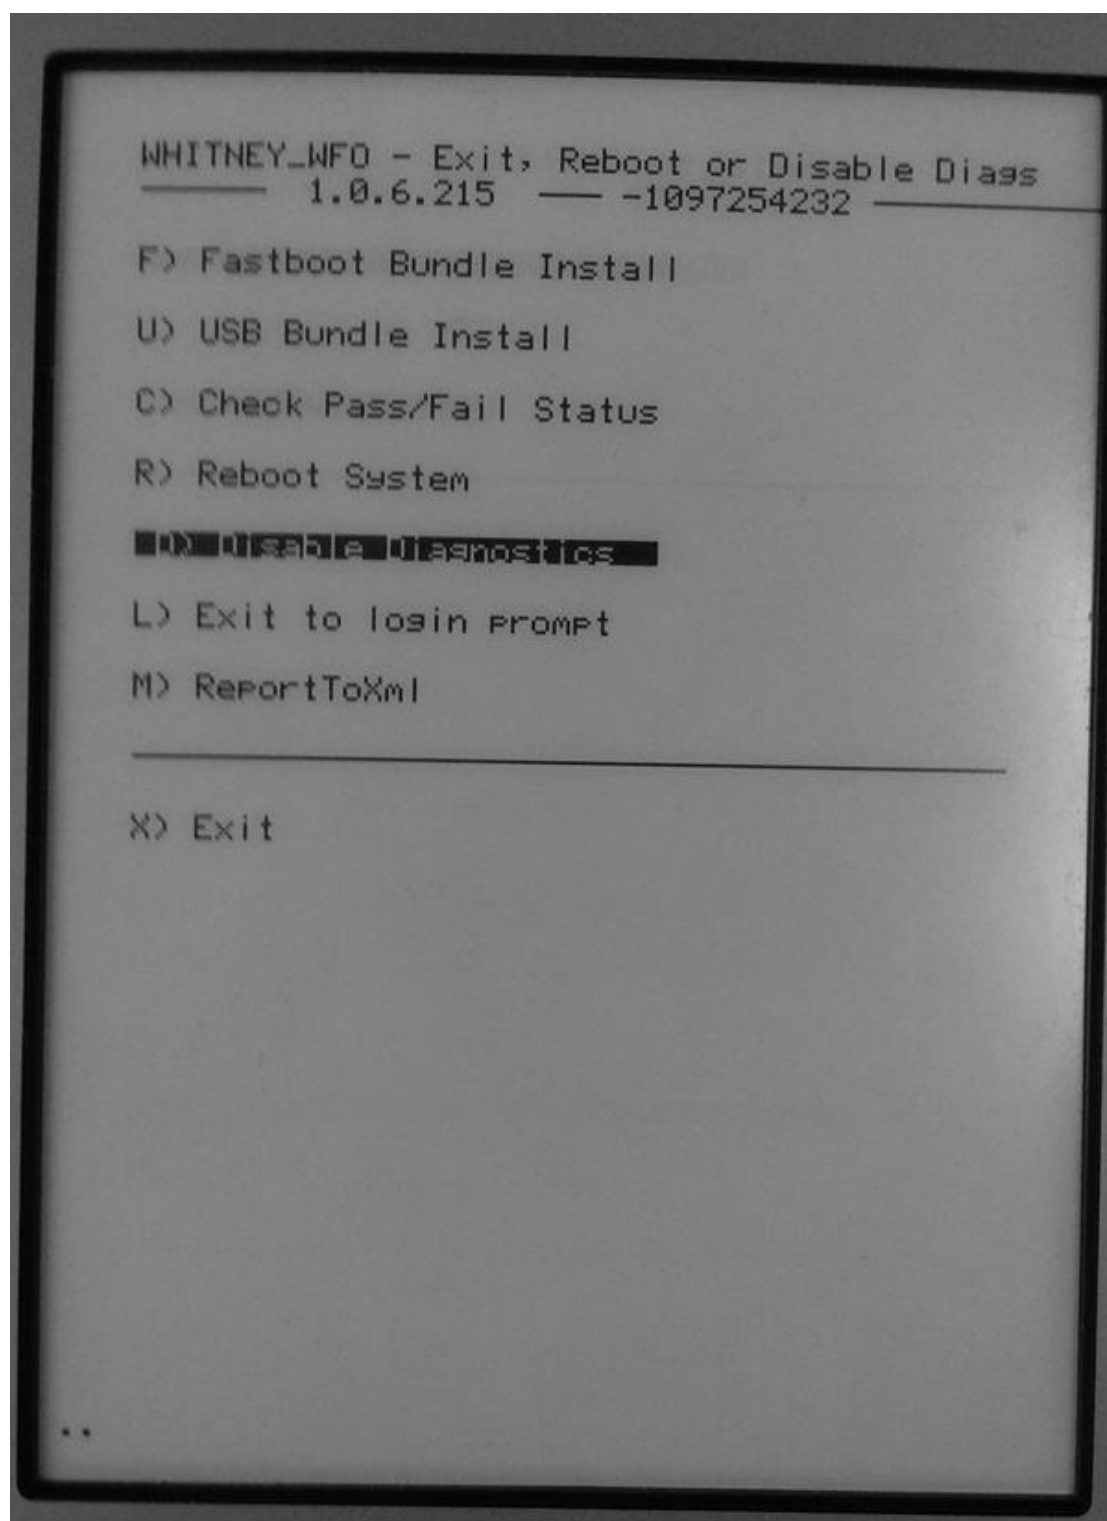 WHITNEY_WFO - Exit, Reboot or Disable Diags
1.0.6.215 -1097254232
F) Fastboot Bundle Install
U) USB Bundle Install
C) Check Pass/Fail Status
R) Reboot System
D) Disable Diagnostics
L) Exit to login prompt
M) ReportToXml
X) Exit
..